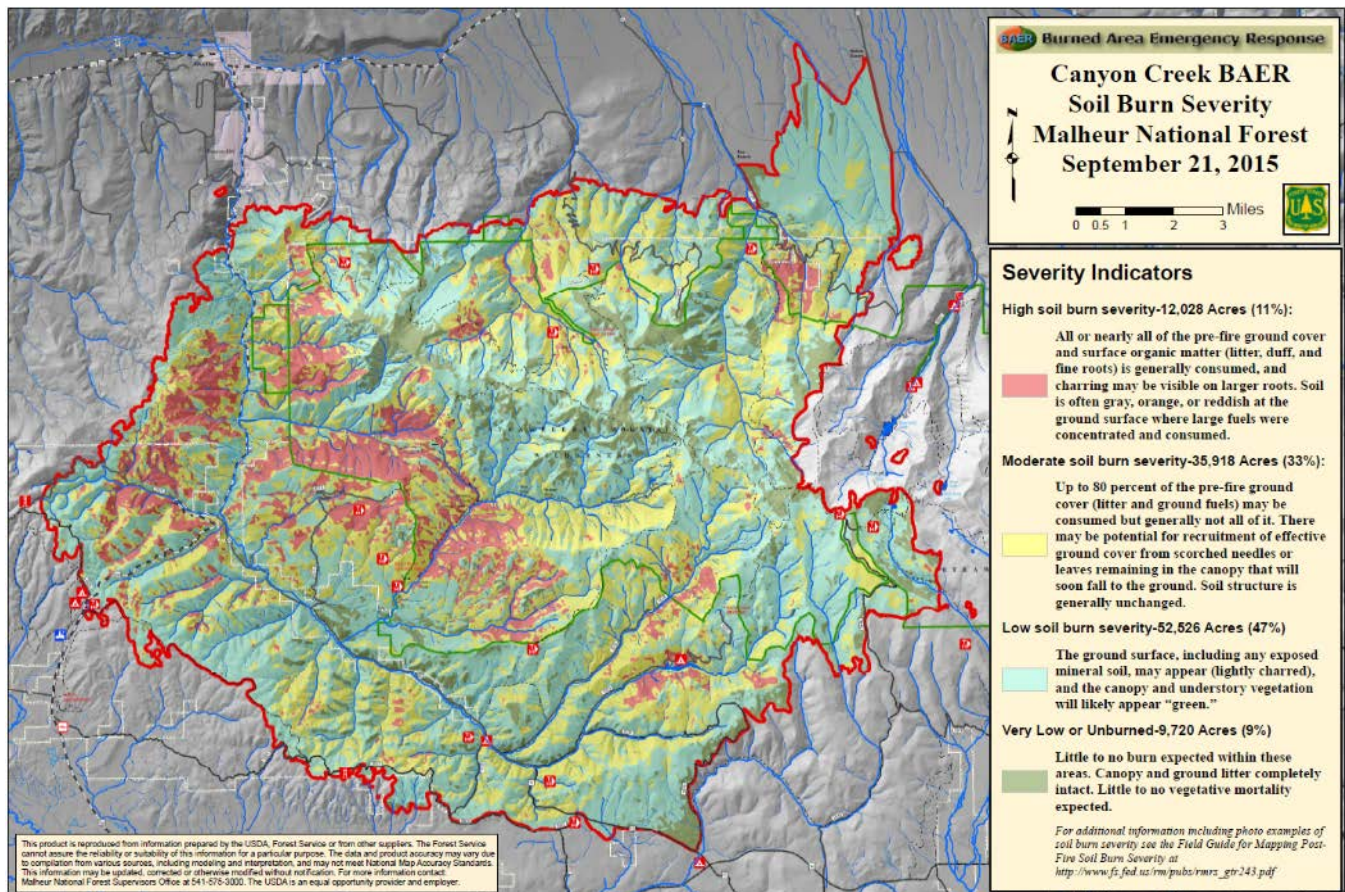 BAER Burned Area Emergency Response
Canyon Creek BAER
Soil Burn Severity
Malheur National Forest
September 21, 2015
N
Miles
0 0.5 1 2 3
UAS
Severity Indicators
High soil burn severity-12,028 Acres (11%):
All or nearly all of the pre-fire ground cover
and surface organic matter (litter, duff, and
fine roots) is generally consumed, and
charring may be visible on larger roots. Soil
is often gray, orange, or reddish at the
ground surface where large fuels were
concentrated and consumed.
Moderate soil burn severity-35,918 Acres (33%):
Up to 80 percent of the pre-fire ground
cover (litter and ground fuels) may be
consumed but generally not all of it. There
may be potential for recruitment of effective
ground cover from scorched needles or
leaves remaining in the canopy that will
soon fall to the ground. Soil structure is
generally unchanged.
Low soil burn severity-52,526 Acres (47%)
The ground surface, including any exposed
mineral soil, may appear (lightly charred),
and the canopy and understory vegetation
will likely appear “green.”
Very Low or Unburned-9,720 Acres (9%)
Little to no burn expected within these
areas. Canopy and ground litter completely
intact. Little to no vegetative mortality
expected.
For additional information including photo examples of
soil burn severity see the Field Guide for Mapping Post-
Fire Soil Burn Severity at
http://www.fs.fed.us/rm/pubs/rmrs_gtr243.pdf
This product is reproduced from information prepared by the USDA, Forest Service or from other suppliers. The Forest Service
cannot assure the reliability or suitability of this information for a particular purpose. The data and product accuracy may vary due
to compilation from various sources, including modeling and interpretation, and may not meet National Map Accuracy Standards.
This information may be updated, corrected or otherwise modified without notification. For more information contact:
Malheur National Forest Supervisors Office at 541-575-3000. The USDA is an equal opportunity provider and employer.